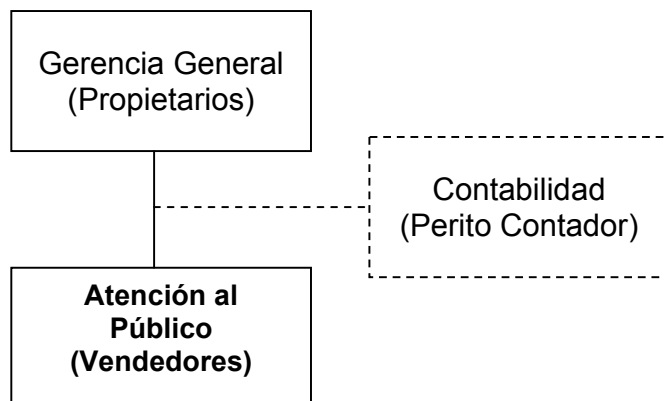 Gerencia General
(Propietarios)
Contabilidad
(Perito Contador)
Atención al
Público
(Vendedores)